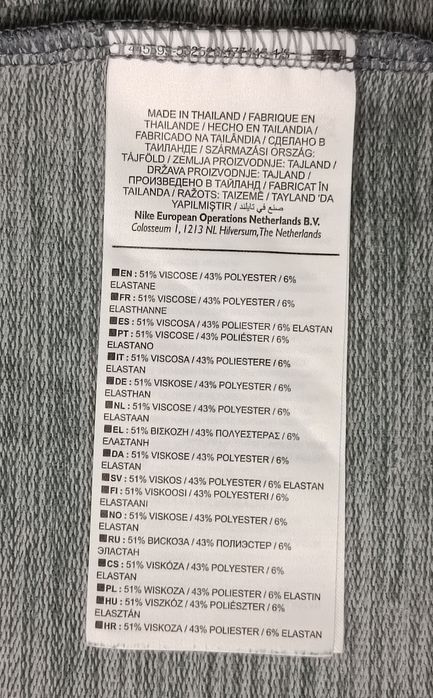 MADE IN THAILAND / FABRIQUE EN
THAILANDE / HECHO EN TAILANDIA /
FABRICADO NA TAILÂNDIA / СДЕЛАНО В
ТАИЛАНДЕ / SZÁRMAZÁSI ORSZÁG:
TÁJFÖLD / ZEMLJA PROIZVODNJE: TAJLAND /
DRŽAVA PROIZVODNJE: TAJLAND /
ПРОИЗВЕДЕНО В ТАЙЛАНД / FABRICAT ÎN
TAILANDA / RAŽOTS: TAIZEMĒ / TAYLAND 'DA
YAPILMIŞTIR / صنع في تايلند
Nike European Operations Netherlands B.V.
Colosseum 1, 1213 NL Hilversum, The Netherlands
EN : 51% VISCOSE / 43% POLYESTER / 6%
ELASTANE
FR : 51% VISCOSE / 43% POLYESTER / 6%
ELASTHANNE
ES : 51% VISCOSA / 43% POLIESTER / 6% ELASTAN
PT : 51% VISCOSE / 43% POLIÉSTER / 6%
ELASTANO
IT : 51% VISCOSA / 43% POLIESTERE / 6%
ELASTAN
DE : 51% VISKOSE / 43% POLYESTER / 6%
ELASTHAN
NL : 51% VISCOSE / 43% POLYESTER / 6%
ELASTAAN
EL : 51% ΒΙΣΚΟΖΗ / 43% ΠΟΛΥΕΣΤΕΡΑΣ / 6%
ΕΛΑΣΤΑΝΗ
DA : 51% VISKOSE / 43% POLYESTER / 6%
ELASTAN
SV : 51% VISKOS / 43% POLYESTER / 6% ELASTAN
FI : 51% VISKOOSI / 43% POLYESTERI / 6%
ELASTAANI
NO : 51% VISKOSE / 43% POLYESTER / 6%
ELASTAN
RU : 51% ВИСКОЗА / 43% ПОЛИЭСТЕР / 6%
ЭЛАСТАН
CS : 51% VISKÓZA / 43% POLYESTER / 6%
ELASTAN
PL : 51% WISKOZA / 43% POLIESTER / 6% ELASTIN
HU : 51% VISZKÓZ / 43% POLIÉSZTER / 6%
ELASZTÁN
HR : 51% VISKOZA / 43% POLIESTER / 6% ELASTAN